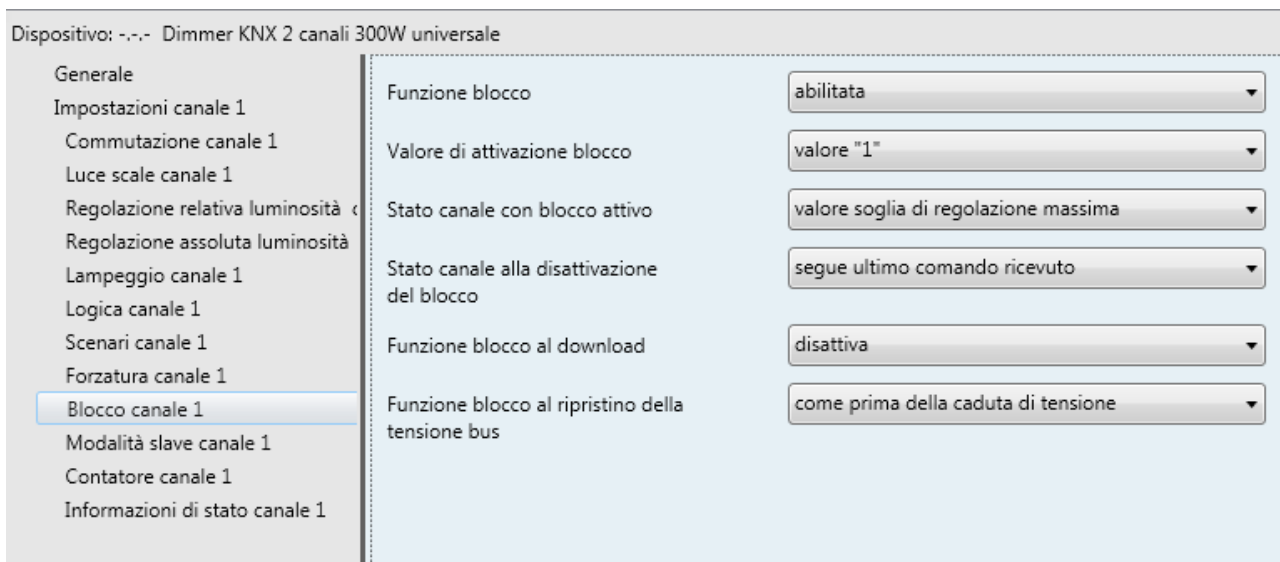 Dispositivo: -.-.- Dimmer KNX 2 canali 300W universale
Generale
Impostazioni canale 1
Commutazione canale 1
Luce scale canale 1
Regolazione relativa luminosità
Regolazione assoluta luminosità
Lampeggio canale 1
Logica canale 1
Scenari canale 1
Forzatura canale 1
Blocco canale 1
Modalità slave canale 1
Contatore canale 1
Informazioni di stato canale 1
Funzione blocco
abilitata
Valore di attivazione blocco
valore "1"
Stato canale con blocco attivo
valore soglia di regolazione massima
Stato canale alla disattivazione
del blocco
segue ultimo comando ricevuto
Funzione blocco al download
disattiva
Funzione blocco al ripristino della
tensione bus
come prima della caduta di tensione